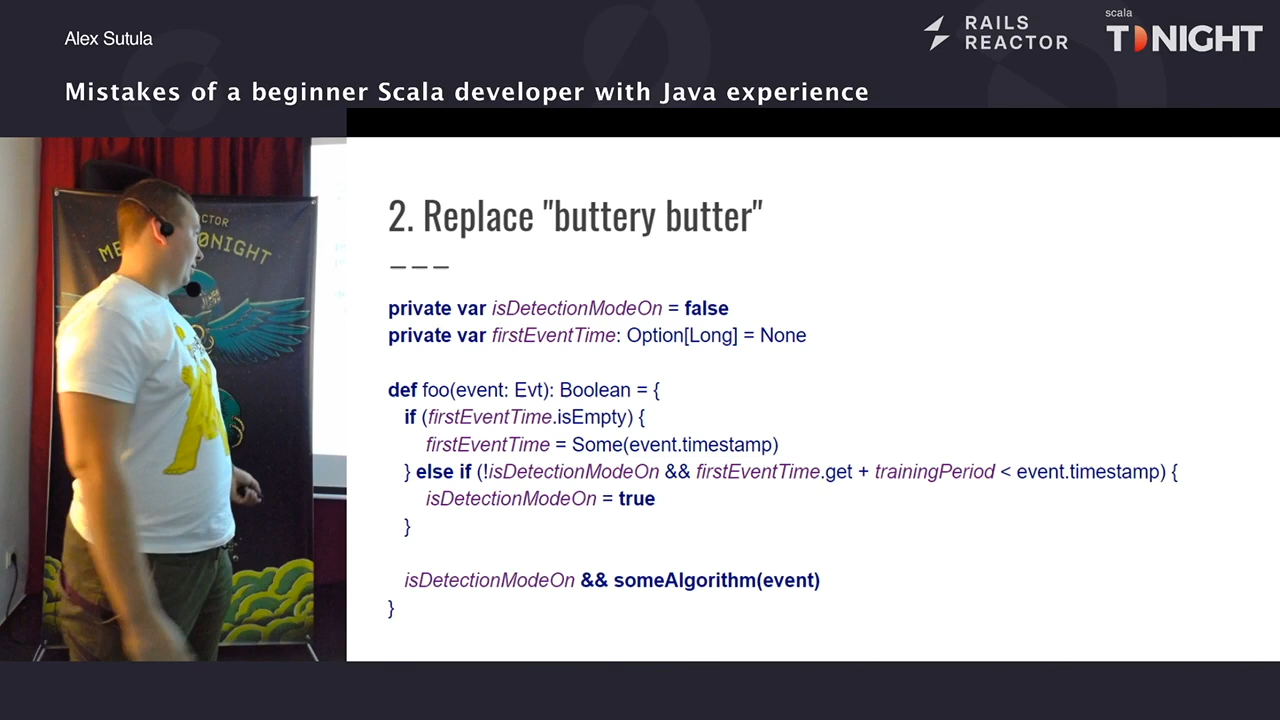 Alex Sutula
RAILS
REACTOR
scala
TONIGHT
Mistakes of a beginner Scala developer with Java experience
2. Replace "buttery butter"
private var isDetectionModeOn = false
private var firstEventTime: Option[Long] = None
def foo(event: Evt): Boolean = {
if (firstEventTime.isEmpty) {
firstEventTime = Some(event.timestamp)
} else if (!isDetectionModeOn && firstEventTime.get + trainingPeriod < event.timestamp) {
isDetectionModeOn = true
}
isDetectionModeOn && someAlgorithm(event)
}